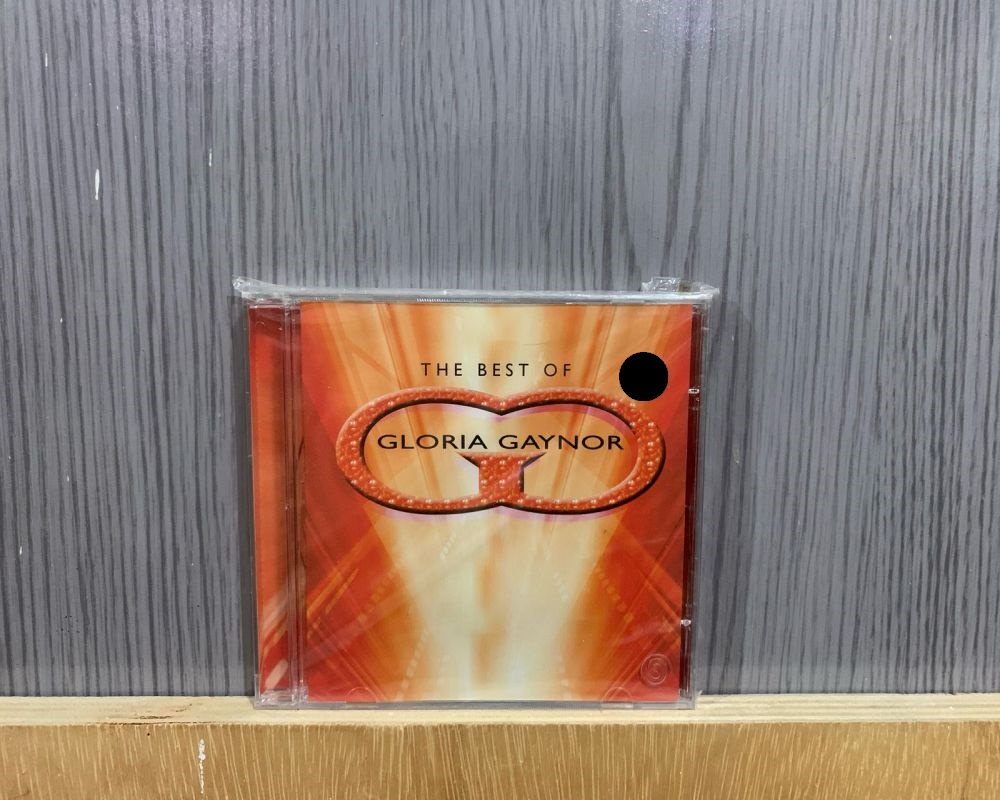 THE BEST OF
GLORIA GAYNOR